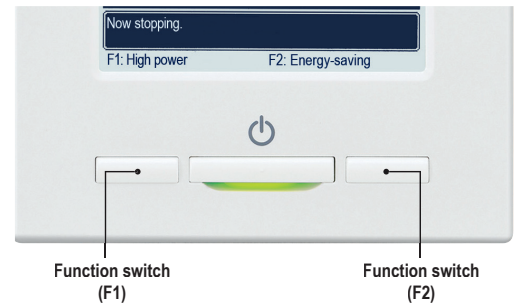 Now stopping.
F1: High power F2: Energy-saving
Function switch Function switch
(F1) (F2)